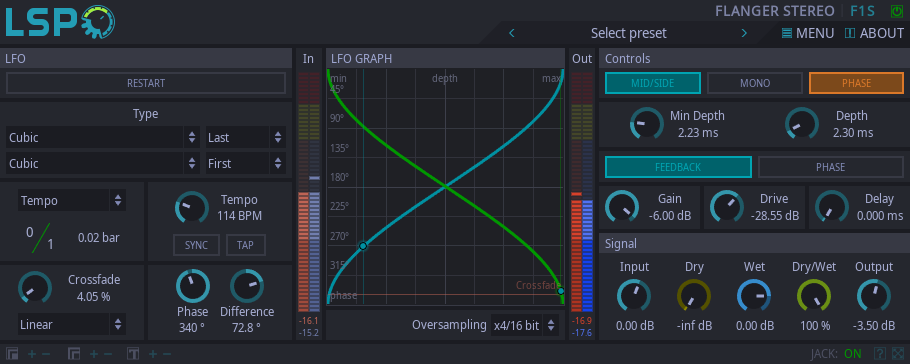 LSP
FLANGER STEREO F1S
Select preset
MENU ABOUT
LFO
RESTART
Type
Cubic Last
Cubic First
Tempo
0/1
0.02 bar
Tempo
114 BPM
SYNC TAP
Crossfade
4.05 %
Linear
Phase Difference
340 ° 72.8 °
In
-16.1
-15.2
LFO GRAPH
min depth max
45°
90°
135°
180°
225°
270°
315°
Crossfade
phase
Oversampling x4/16 bit
Out
-16.9
-17.6
Controls
MID/SIDE MONO PHASE
Min Depth Depth
2.23 ms 2.30 ms
FEEDBACK PHASE
Gain Drive Delay
-6.00 dB -28.55 dB 0.000 ms
Signal
Input Dry Wet Dry/Wet Output
0.00 dB -inf dB 0.00 dB 100 % -3.50 dB
JACK: ON